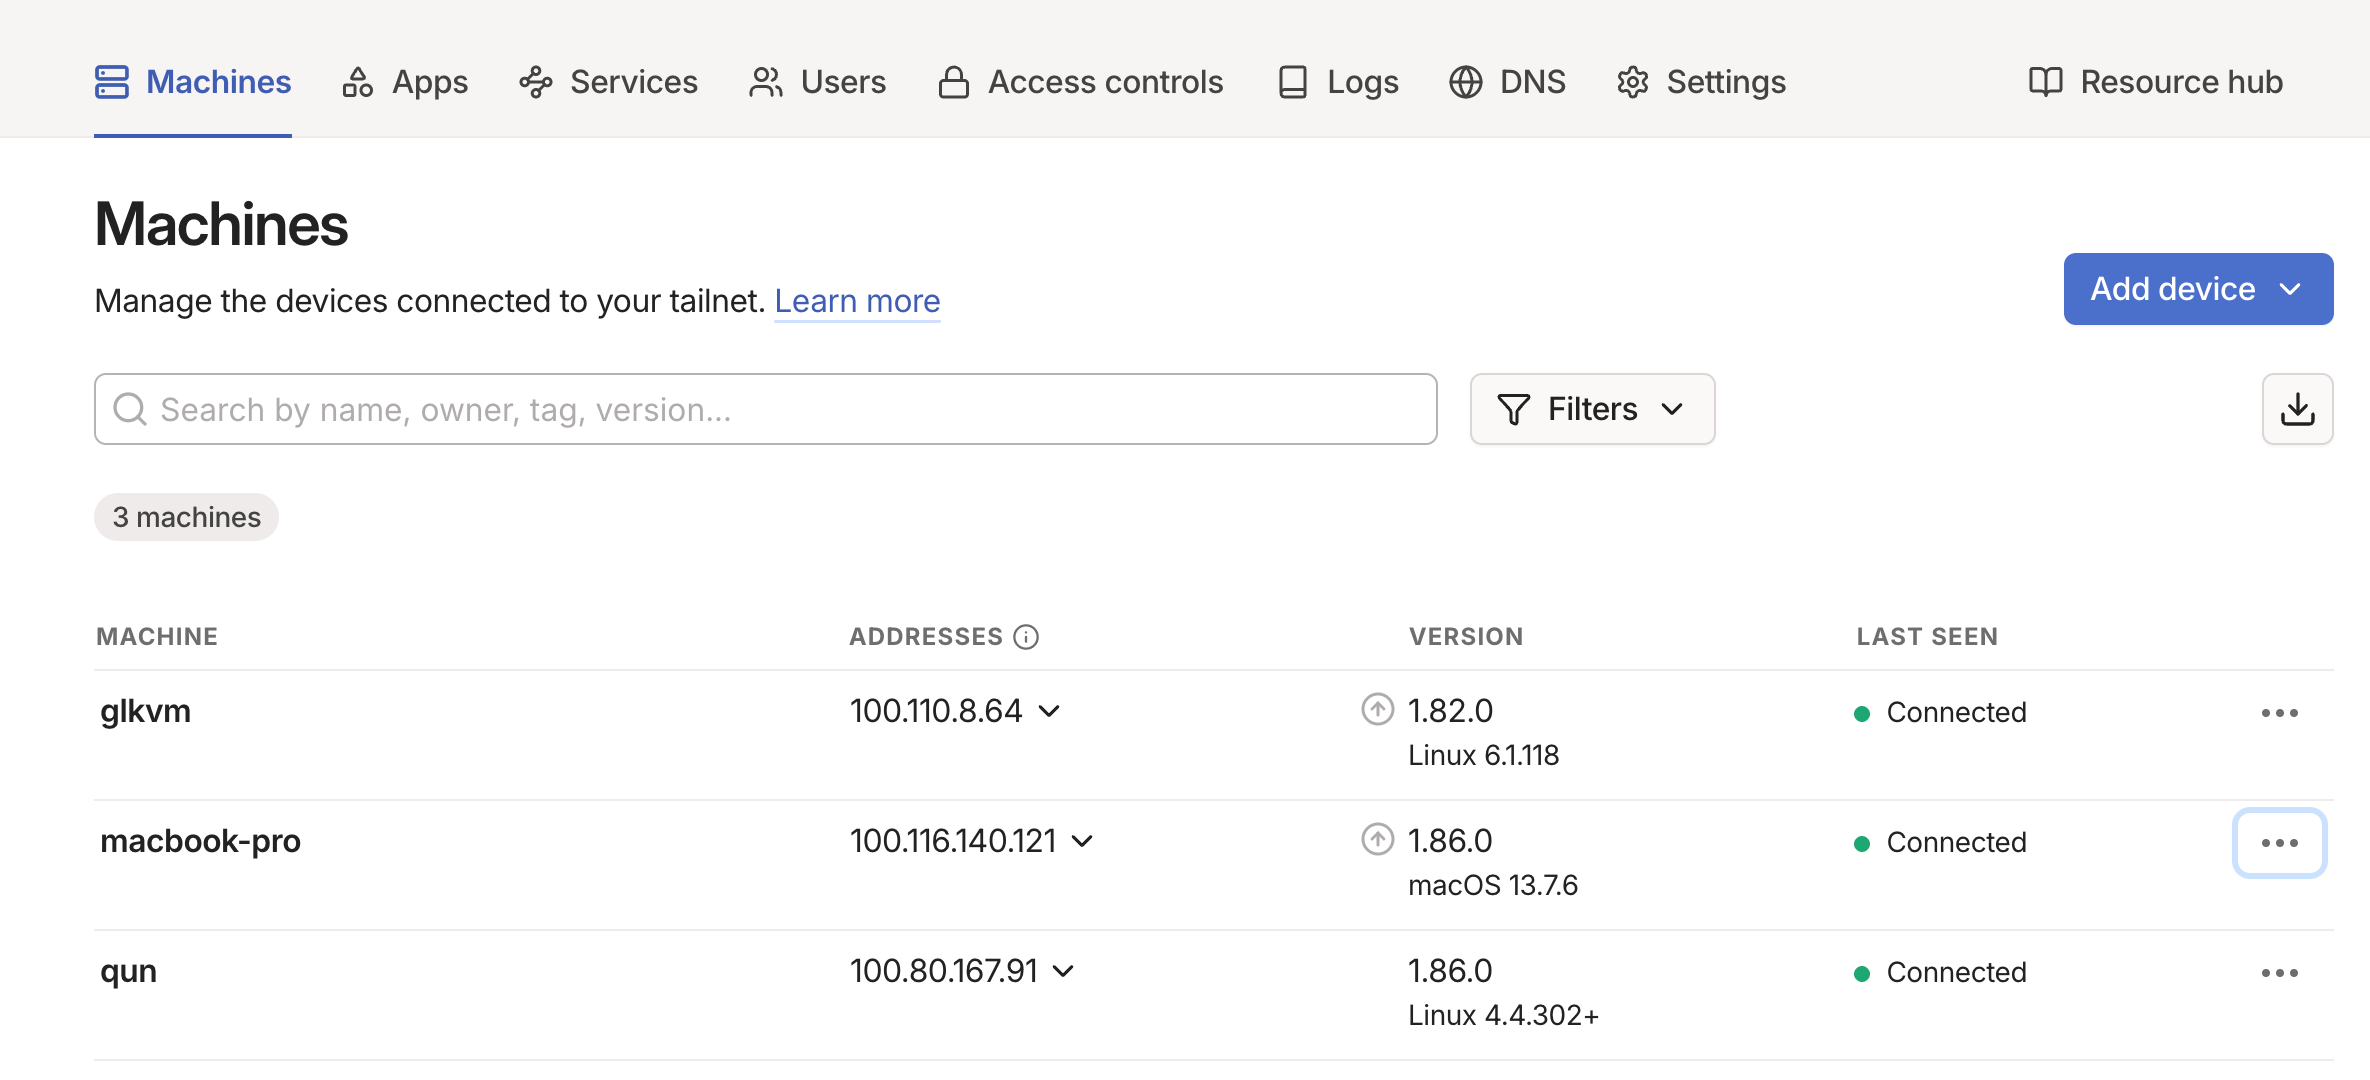 Machines Apps Services Users Access controls Logs DNS Settings Resource hub
Machines
Manage the devices connected to your tailnet. Learn more
Add device
Search by name, owner, tag, version...
Filters
3 machines
MACHINE ADDRESSES VERSION LAST SEEN
glkvm 100.110.8.64 1.82.0 Connected
Linux 6.1.118
macbook-pro 100.116.140.121 1.86.0 Connected
macOS 13.7.6
qun 100.80.167.91 1.86.0 Connected
Linux 4.4.302+